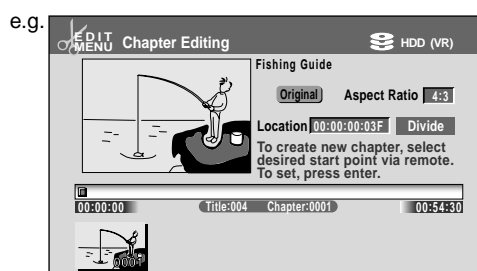 e.g.
EDIT
MENU Chapter Editing
HDD (VR)
Fishing Guide
Original Aspect Ratio 4:3
Location 00:00:00:03F Divide
To create new chapter, select
desired start point via remote.
To set, press enter.
00:00:00 Title:004 Chapter:0001 00:54:30
0001